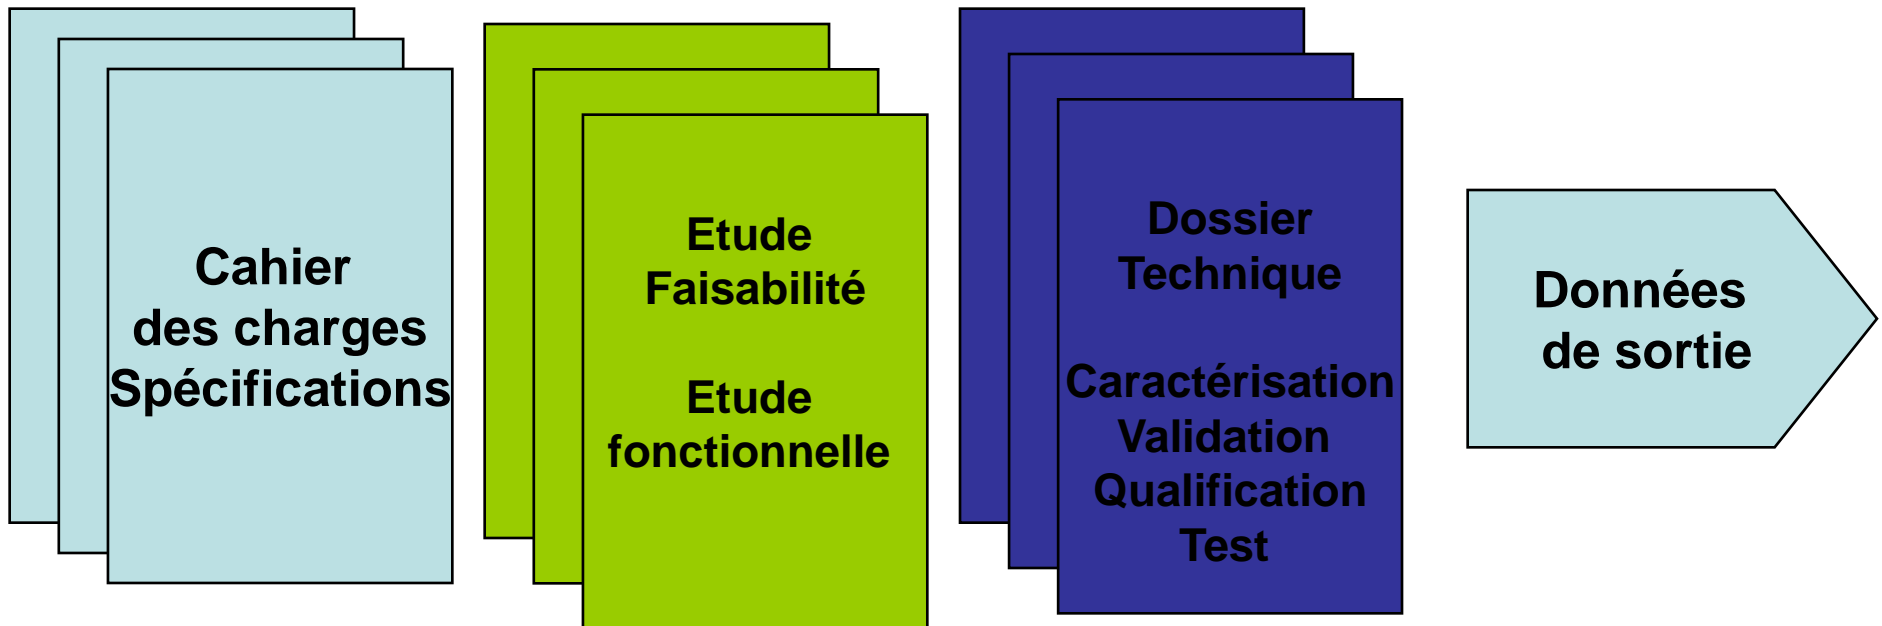 Cahier
des charges
Spécifications
Etude
Faisabilité
Etude
fonctionnelle
Dossier
Technique
Caractérisation
Validation
Qualification
Test
Données
de sortie